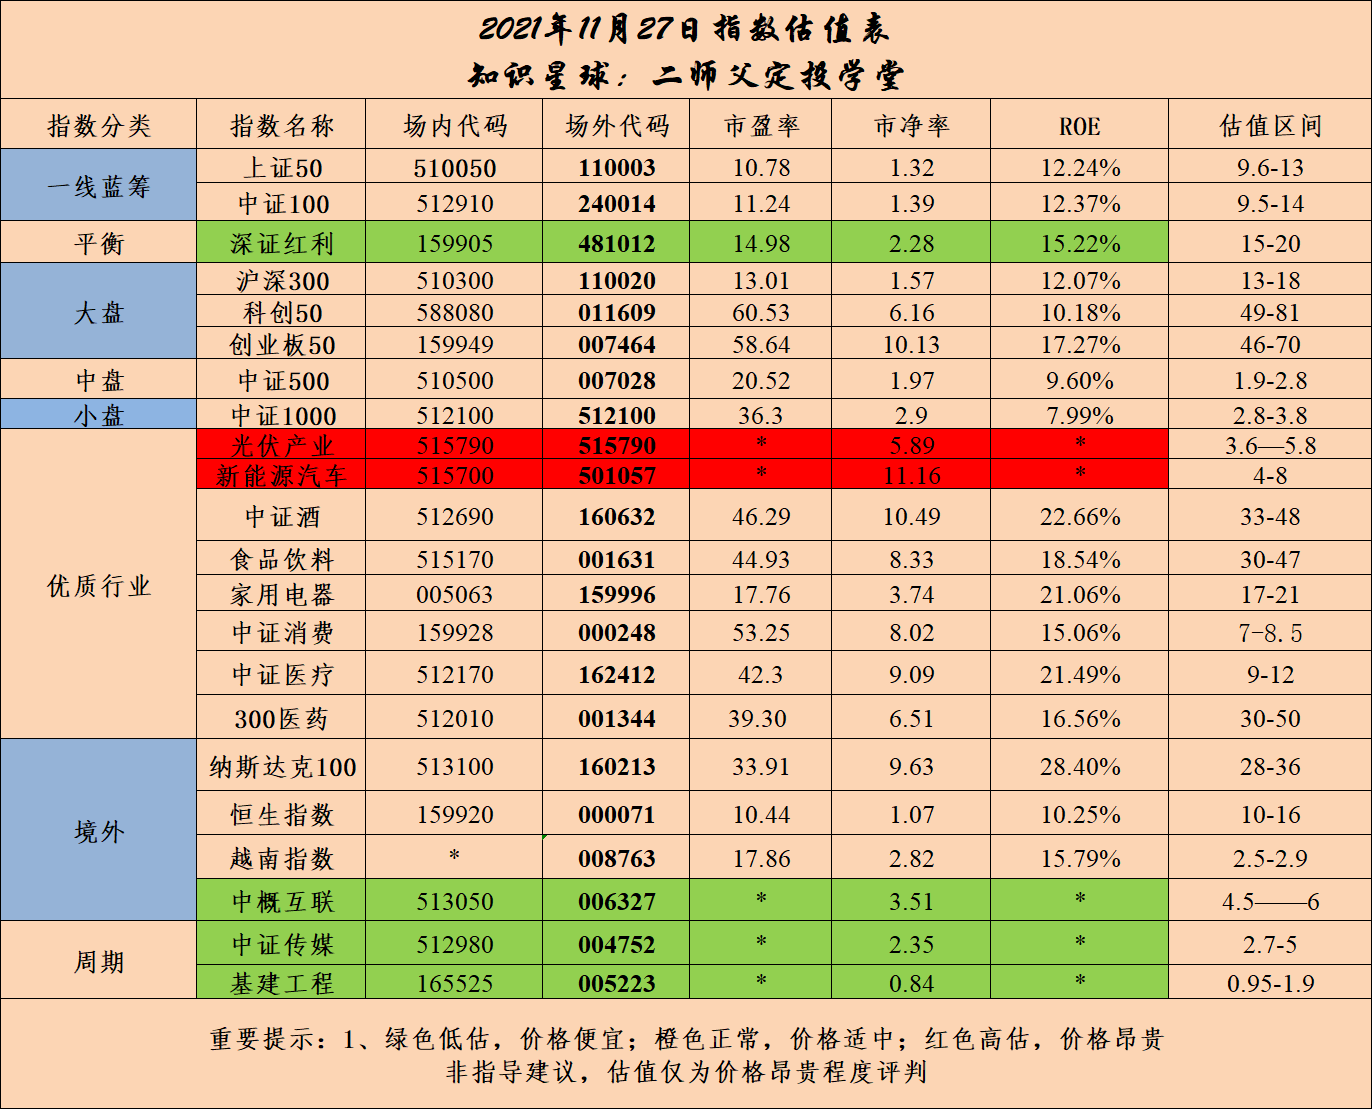 2021年11月27日指数估值表
知识星球：二师父定投学堂
指数分类 指数名称 场内代码 场外代码 市盈率 市净率 ROE 估值区间
一线蓝筹 上证50 510050 110003 10.78 1.32 12.24% 9.6-13
中证100 512910 240014 11.24 1.39 12.37% 9.5-14
平衡 深证红利 159905 481012 14.98 2.28 15.22% 15-20
大盘 沪深300 510300 110020 13.01 1.57 12.07% 13-18
科创50 588080 011609 60.53 6.16 10.18% 49-81
创业板50 159949 007464 58.64 10.13 17.27% 46-70
中盘 中证500 510500 007028 20.52 1.97 9.60% 1.9-2.8
小盘 中证1000 512100 512100 36.3 2.9 7.99% 2.8-3.8
优质行业 光伏产业 515790 515790 * 5.89 * 3.6—5.8
新能源汽车 515700 501057 * 11.16 * 4-8
中证酒 512690 160632 46.29 10.49 22.66% 33-48
食品饮料 515170 001631 44.93 8.33 18.54% 30-47
家用电器 005063 159996 17.76 3.74 21.06% 17-21
中证消费 159928 000248 53.25 8.02 15.06% 7-8.5
中证医疗 512170 162412 42.3 9.09 21.49% 9-12
300医药 512010 001344 39.30 6.51 16.56% 30-50
境外 纳斯达克100 513100 160213 33.91 9.63 28.40% 28-36
恒生指数 159920 000071 10.44 1.07 10.25% 10-16
越南指数 * 008763 17.86 2.82 15.79% 2.5-2.9
中概互联 513050 006327 * 3.51 * 4.5——6
周期 中证传媒 512980 004752 * 2.35 * 2.7-5
基建工程 165525 005223 * 0.84 * 0.95-1.9
重要提示：1、绿色低估，价格便宜；橙色正常，价格适中；红色高估，价格昂贵
非指导建议，估值仅为价格昂贵程度评判